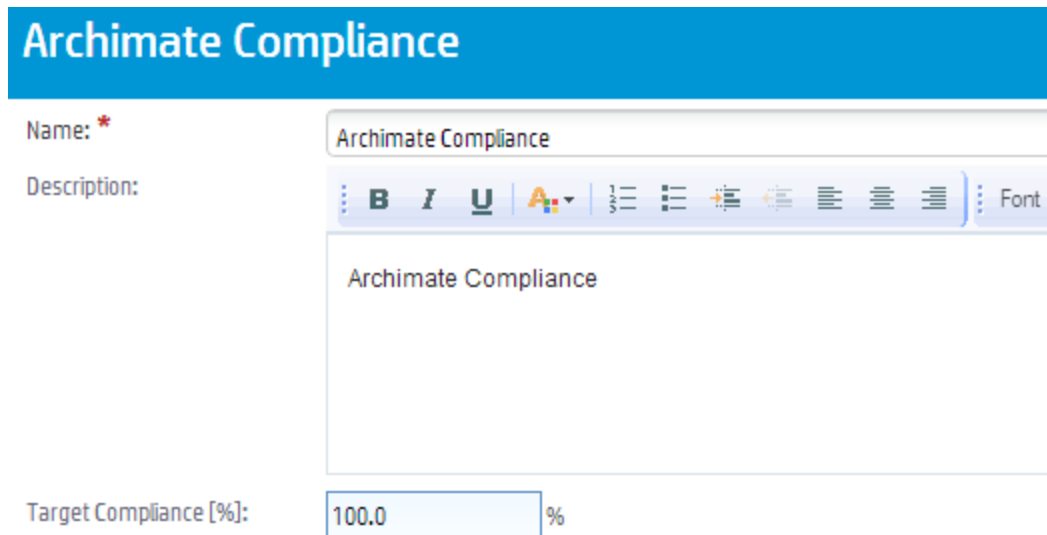 Archimate Compliance
Name: * Archimate Compliance
Description:
B I U A Font
Archimate Compliance
Target Compliance [%]: 100.0 %